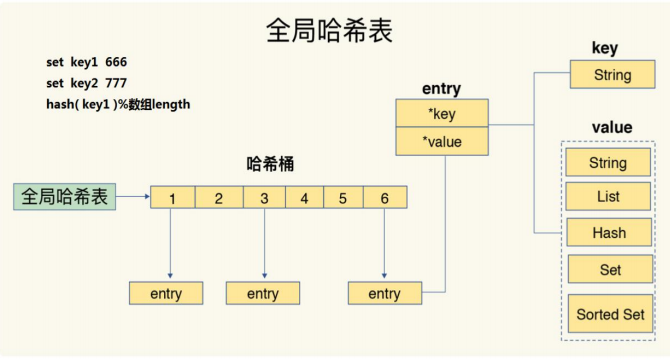 全局哈希表
set key1 666
set key2 777
hash( key1 )%数组length
key
String
entry
*key
*value
value
String
List
Hash
Set
Sorted Set
哈希桶
全局哈希表
1 2 3 4 5 6
entry entry entry